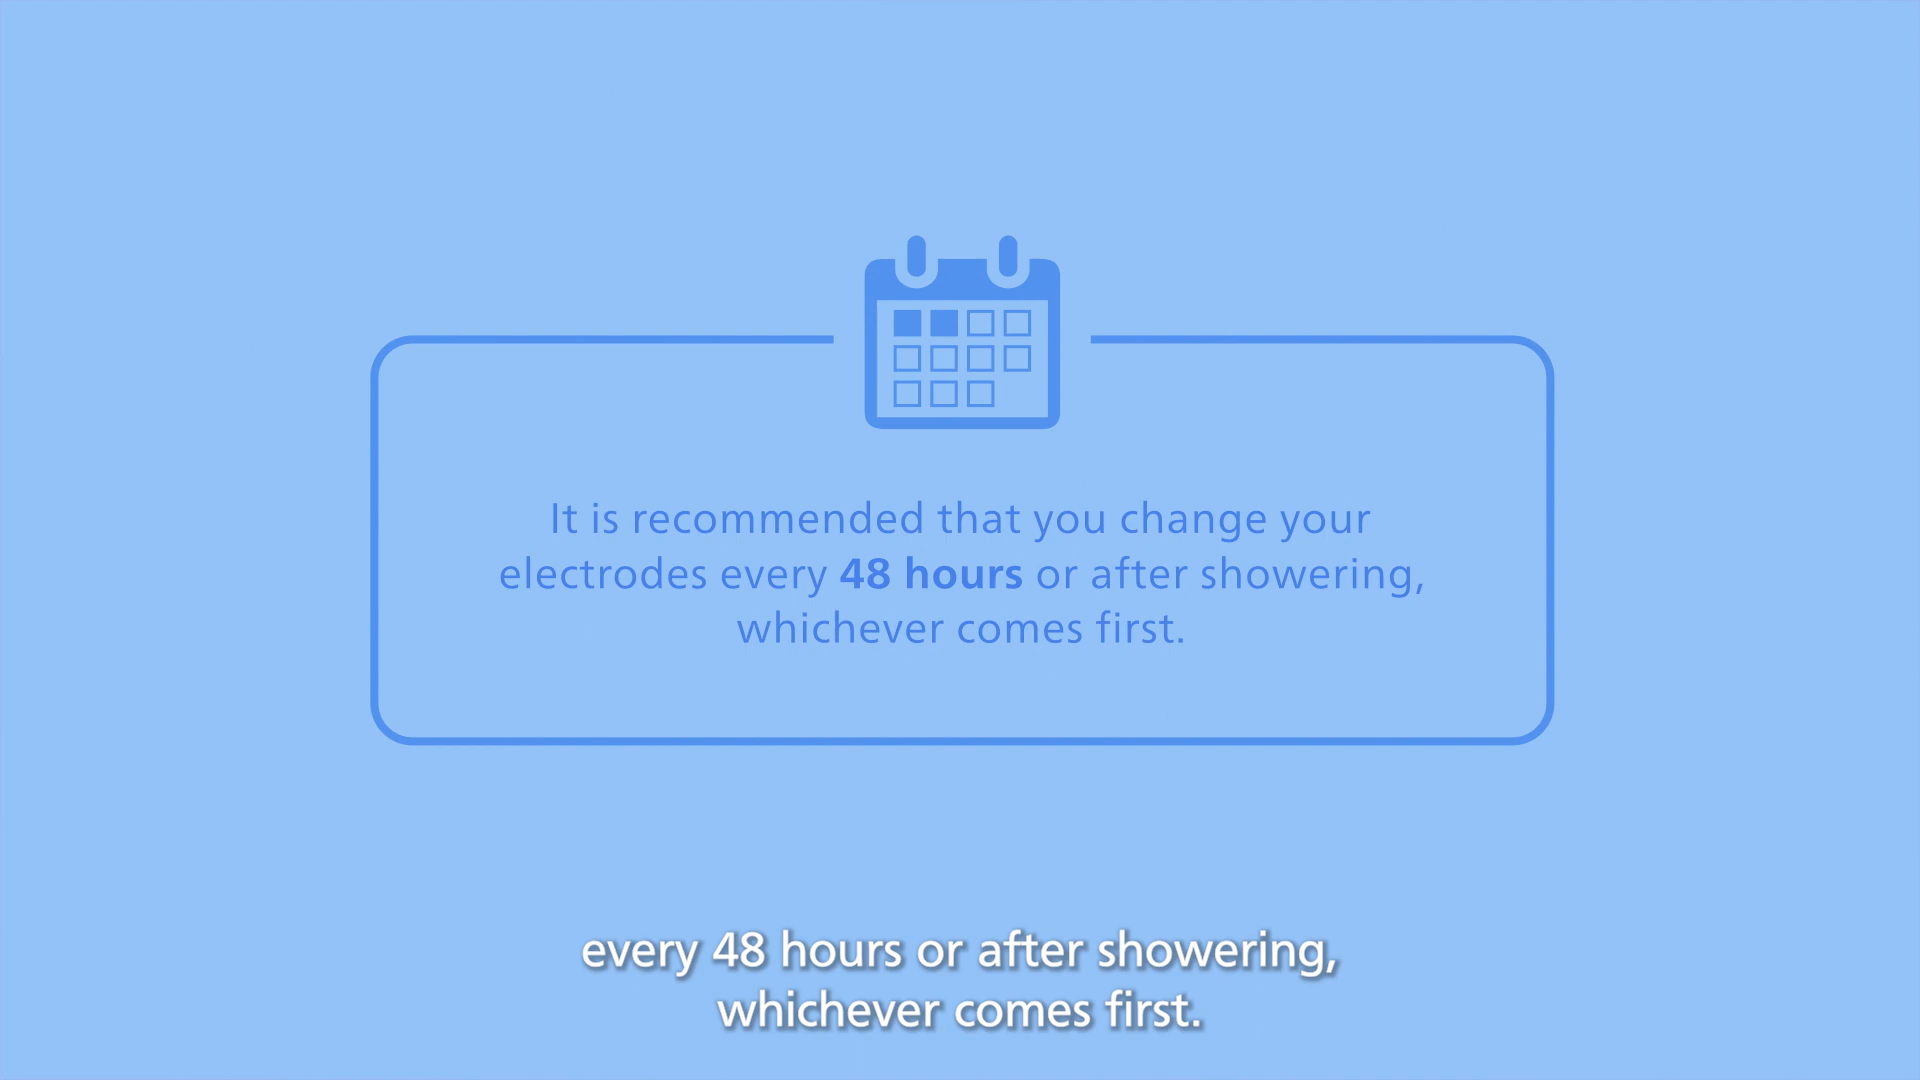 It is recommended that you change your
electrodes every 48 hours or after showering,
whichever comes first.
every 48 hours or after showering,
whichever comes first.